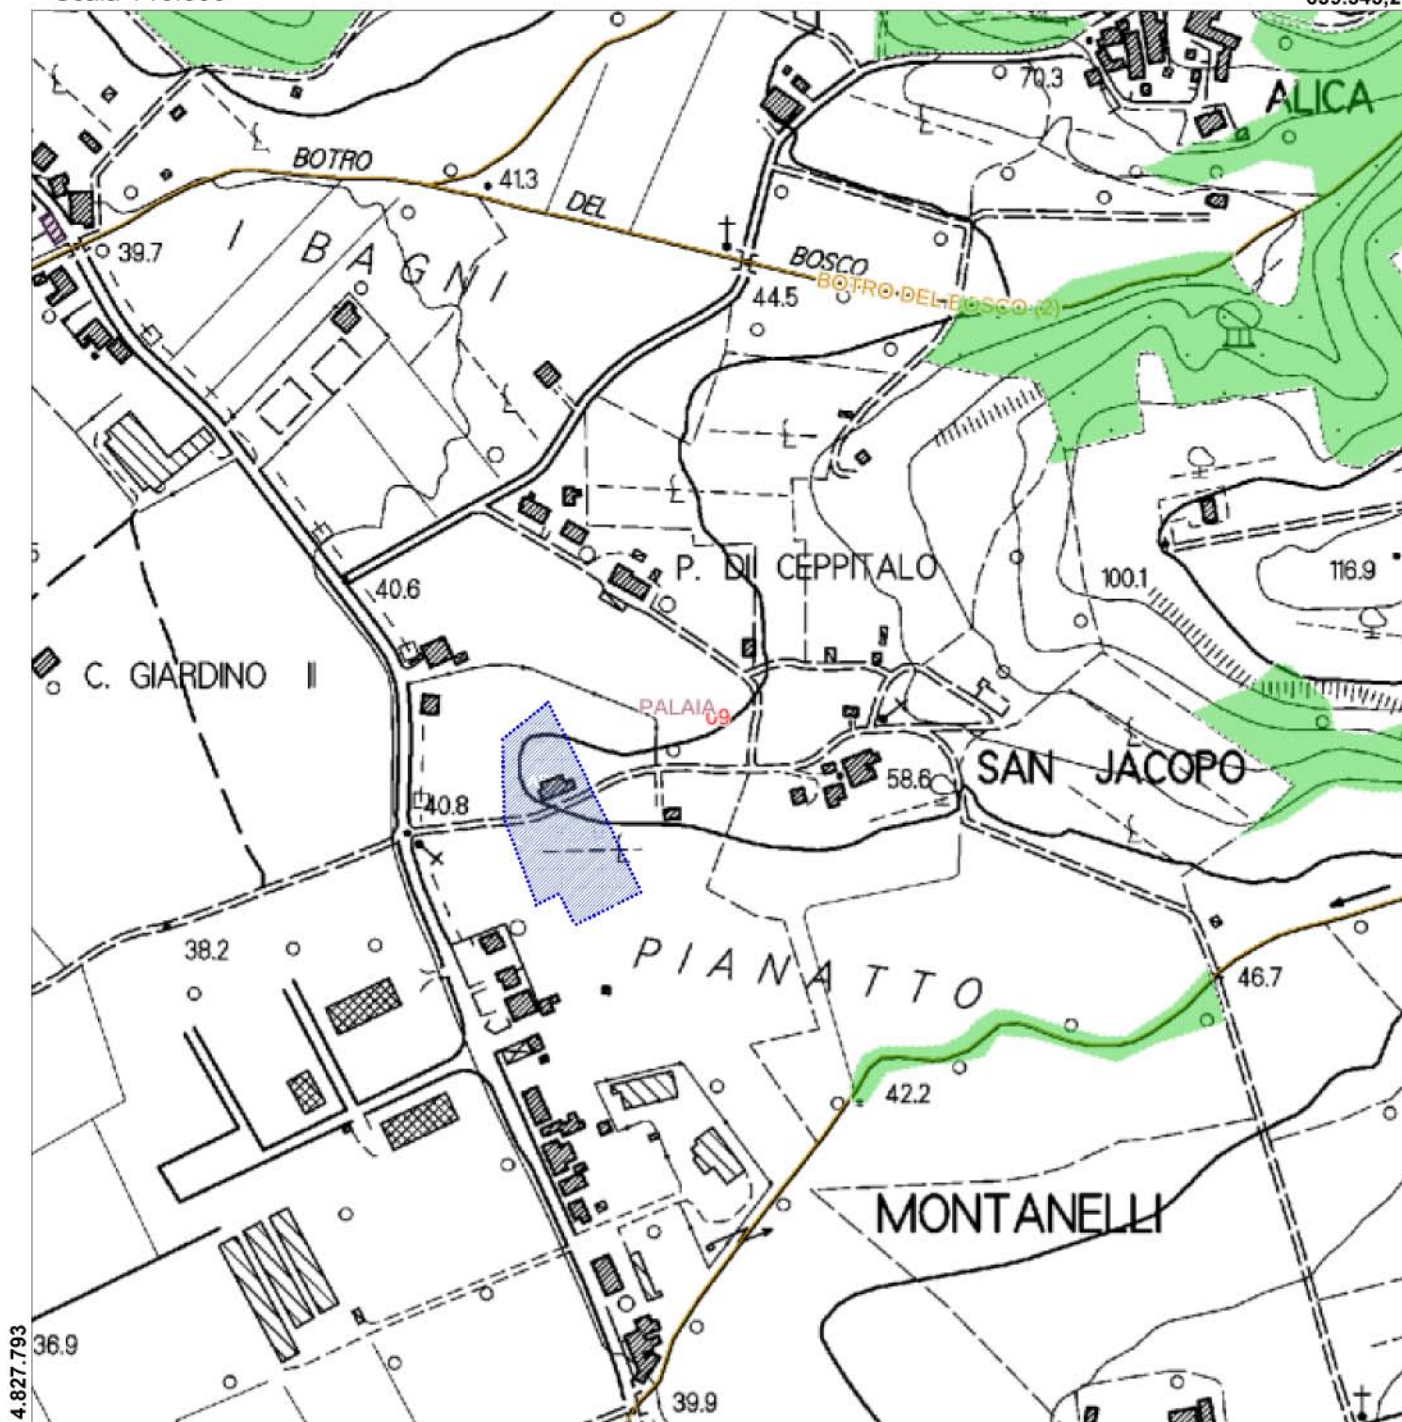 70.3
ALICA
BOTRO
41.3
DEL
39.7
I BAGNI
BOSCO
BOTRO DEL BOSCO (2)
44.5
P. DI CEPPITALO
100.1
116.9
40.6
C. GIARDINO II
PALAIA
09
SAN JACOPO
58.6
40.8
38.2
PIANATTO
46.7
42.2
MONTANELLI
4.827.793
36.9
39.9